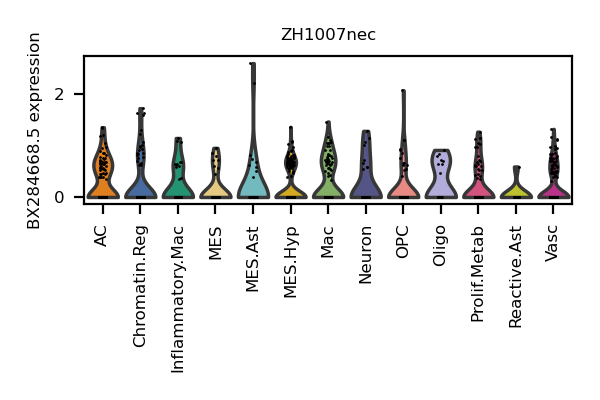 ZH1007nec
BX284668.5 expression
2
0
AC
Chromatin.Reg
Inflammatory.Mac
MES
MES.Ast
MES.Hyp
Mac
Neuron
OPC
Oligo
Prolif.Metab
Reactive.Ast
Vasc